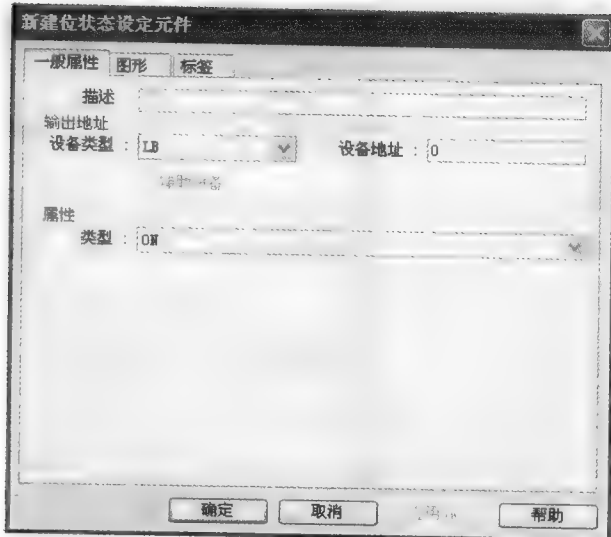 新建位状态设定元件
一般属性 图形 标签
描述
输出地址
设备类型：LB 设备地址：0
属性
类型：ON
确定 取消 帮助